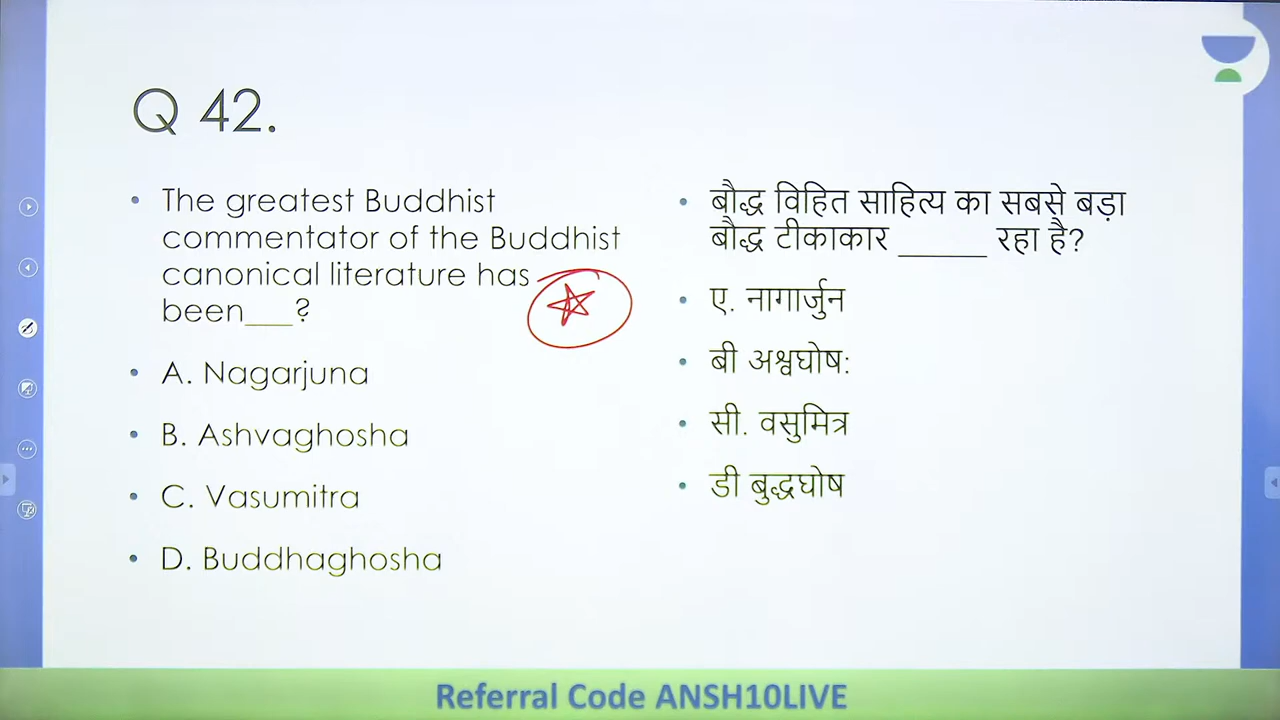 Q 42.
The greatest Buddhist
commentator of the Buddhist
canonical literature has
been___?
A. Nagarjuna
B. Ashvaghosha
C. Vasumitra
D. Buddhaghosha
बौद्ध विहित साहित्य का सबसे बड़ा
बौद्ध टीकाकार ______ रहा है?
ए. नागार्जुन
बी अश्वघोष:
सी. वसुमित्र
डी बुद्धघोष
Referral Code ANSH10LIVE